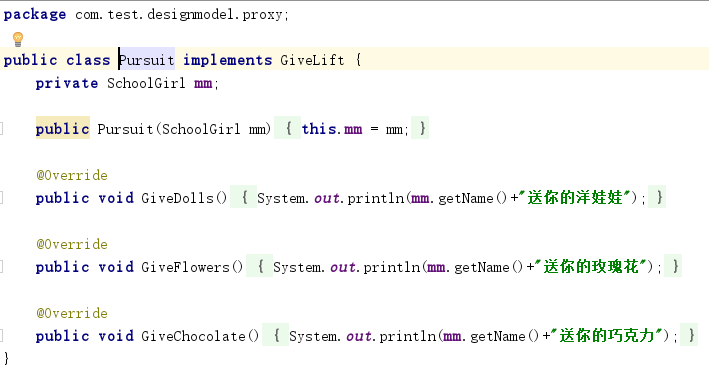 package com.test.designmodel.proxy;
public class Pursuit implements GiveLift {
private SchoolGirl mm;
public Pursuit(SchoolGirl mm) { this.mm = mm; }
@Override
public void GiveDolls() { System.out.println(mm.getName()+"送你的洋娃娃"); }
@Override
public void GiveFlowers() { System.out.println(mm.getName()+"送你的玫瑰花"); }
@Override
public void GiveChocolate() { System.out.println(mm.getName()+"送你的巧克力"); }
}